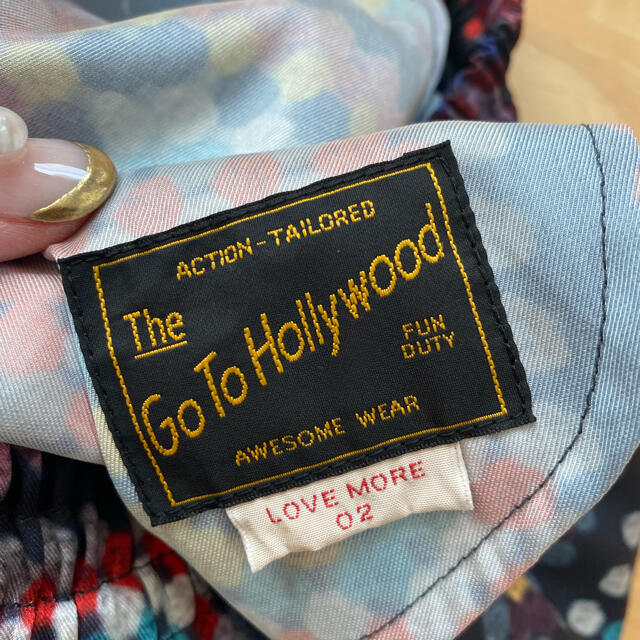 ACTION-TAILORED
The
Go To Hollywood
FUN
DUTY
AWESOME WEAR
LOVE MORE
02